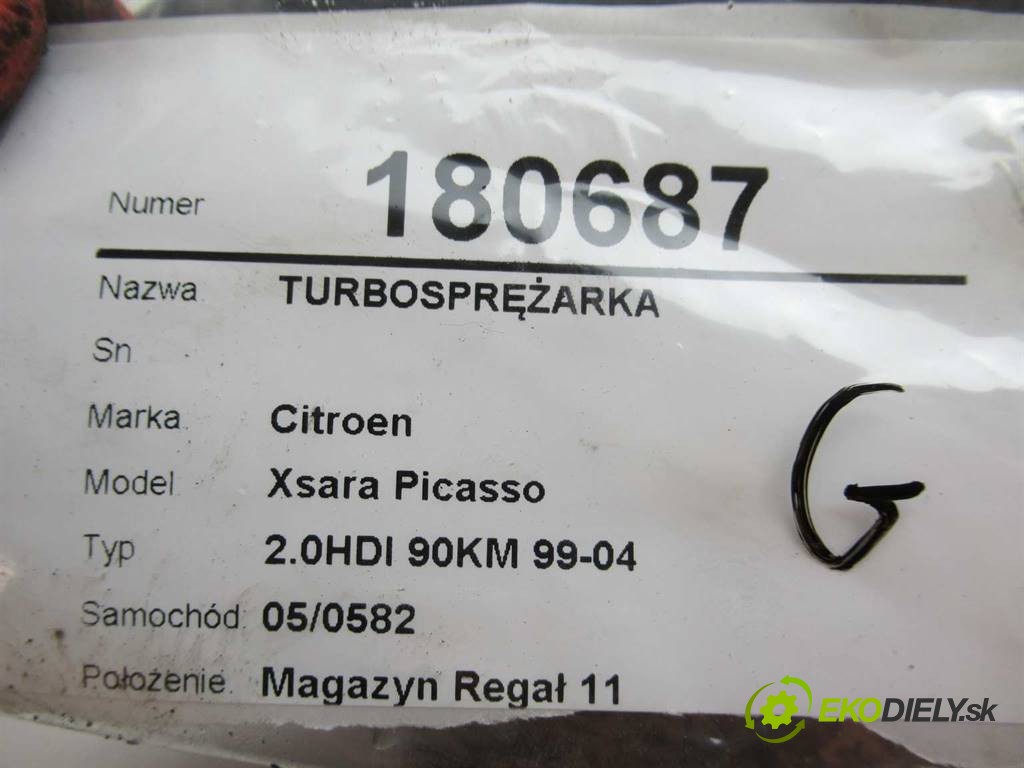 Numer 180687
Nazwa TURBOSPRĘŻARKA
Sn
Marka Citroen
Model Xsara Picasso
Typ 2.0HDI 90KM 99-04
G
Samochód 05/0582
Położenie Magazyn Regał 11
EKODIELY.sk